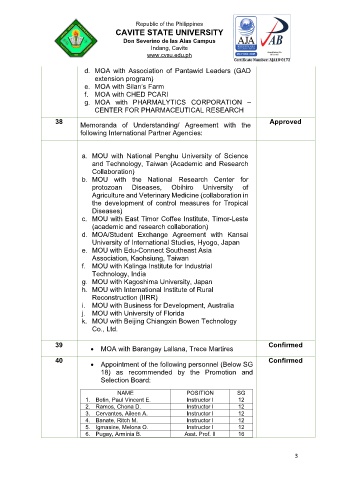 Republic of the Philippines
CAVITE STATE UNIVERSITY
Don Severino de las Alas Campus
Indang, Cavite
www.cvsu.edu.ph
AJA
AB
Certificate Number: AJA19-0173
d. MOA with Association of Pantawid Leaders (GAD
extension program)
e. MOA with Silan's Farm
f. MOA with CHED PCARI
g. MOA with PHARMALYTICS CORPORATION –
CENTER FOR PHARMACEUTICAL RESEARCH
38 Memoranda of Understanding/ Agreement with the Approved
following International Partner Agencies:
a. MOU with National Penghu University of Science
and Technology, Taiwan (Academic and Research
Collaboration)
b. MOU with the National Research Center for
protozoan Diseases, Obihiro University of
Agriculture and Veterinary Medicine (collaboration in
the development of control measures for Tropical
Diseases)
c. MOU with East Timor Coffee Institute, Timor-Leste
(academic and research collaboration)
d. MOA/Student Exchange Agreement with Kansai
University of International Studies, Hyogo, Japan
e. MOU with Edu-Connect Southeast Asia
Association, Kaohsiung, Taiwan
f. MOU with Kalinga Institute for Industrial
Technology, India
g. MOU with Kagoshima University, Japan
h. MOU with International Institute of Rural
Reconstruction (IIRR)
i. MOU with Business for Development, Australia
j. MOU with University of Florida
k. MOU with Beijing Chiangxin Bowen Technology
Co., Ltd.
39 • MOA with Barangay Lallana, Trece Martires Confirmed
40 • Appointment of the following personnel (Below SG Confirmed
18) as recommended by the Promotion and
Selection Board:
NAME POSITION SG
1. Botin, Paul Vincent E. Instructor I 12
2. Ramos, Chona D. Instructor I 12
3. Cervantes, Aileen A. Instructor I 12
4. Banate, Ritch M. Instructor I 12
5. Igmasine, Melona O. Instructor I 12
6. Pugay, Arminia B. Asst. Prof. II 16
3